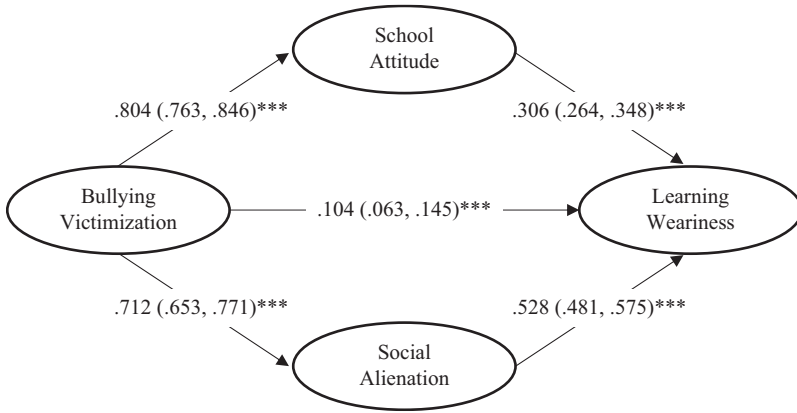 School
Attitude
.804 (.763, .846)***
.306 (.264, .348)***
Bullying
Victimization
.104 (.063, .145)***
Learning
Weariness
.712 (.653, .771)***
.528 (.481, .575)***
Social
Alienation